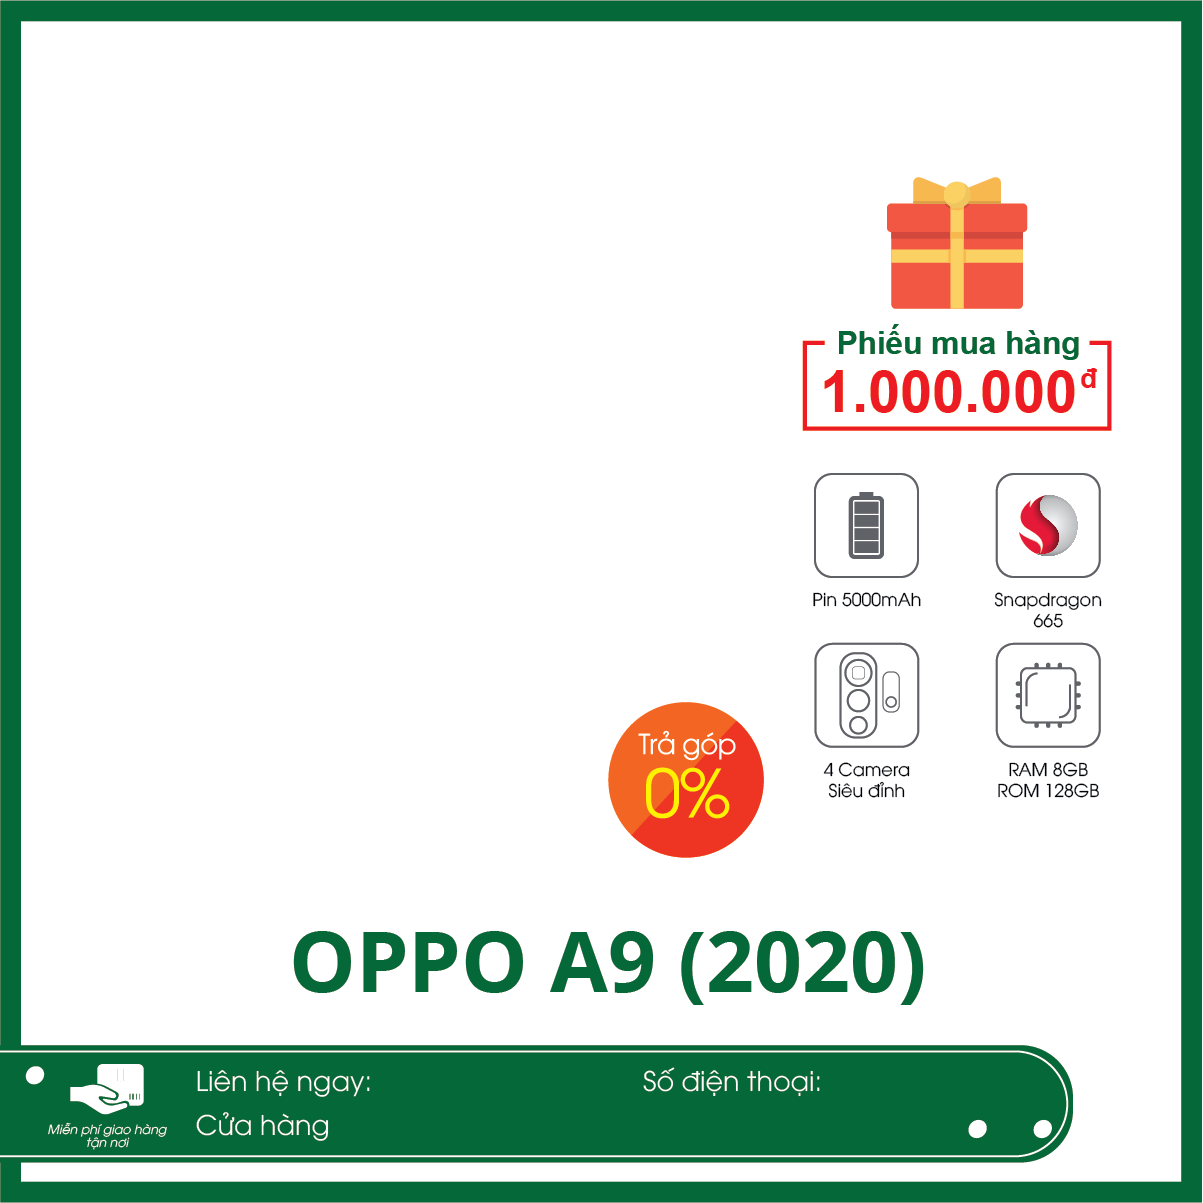 Phiếu mua hàng
1.000.000đ
Pin 5000mAh
Snapdragon
665
4 Camera
Siêu đỉnh
RAM 8GB
ROM 128GB
Trả góp
0%
OPPO A9 (2020)
Miễn phí giao hàng
tận nơi
Liên hệ ngay:
Cửa hàng
Số điện thoại: